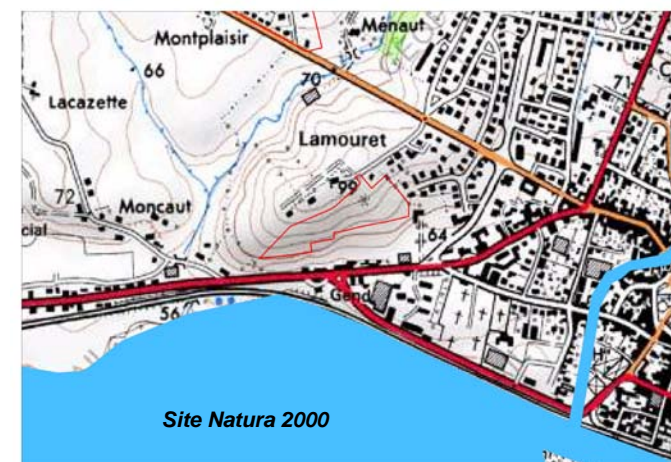 Ménaut
Montplaisir
66
70
71
Lacazette
Lamouret
99
72
Moncaut
cial
64
Gend
56
H
Site Natura 2000